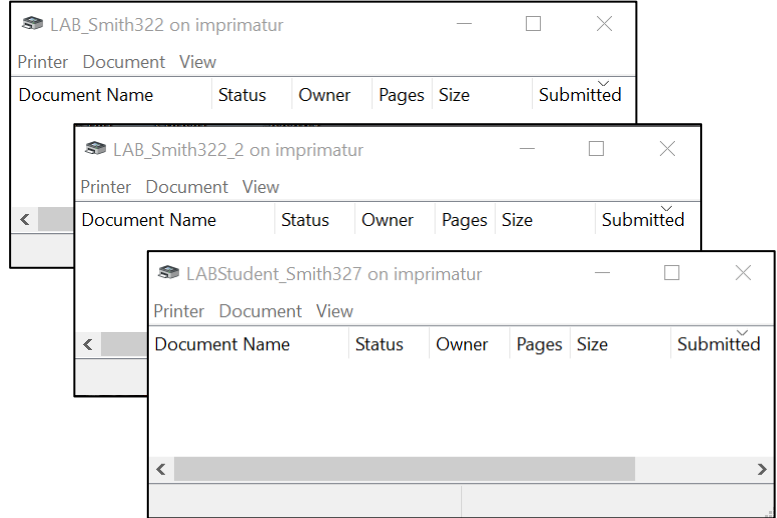 LAB_Smith322 on imprimatur
Printer Document View
Document Name Status Owner Pages Size Submitted
LAB_Smith322_2 on imprimatur
Printer Document View
Document Name Status Owner Pages Size Submitted
LABStudent_Smith327 on imprimatur
Printer Document View
Document Name Status Owner Pages Size Submitted